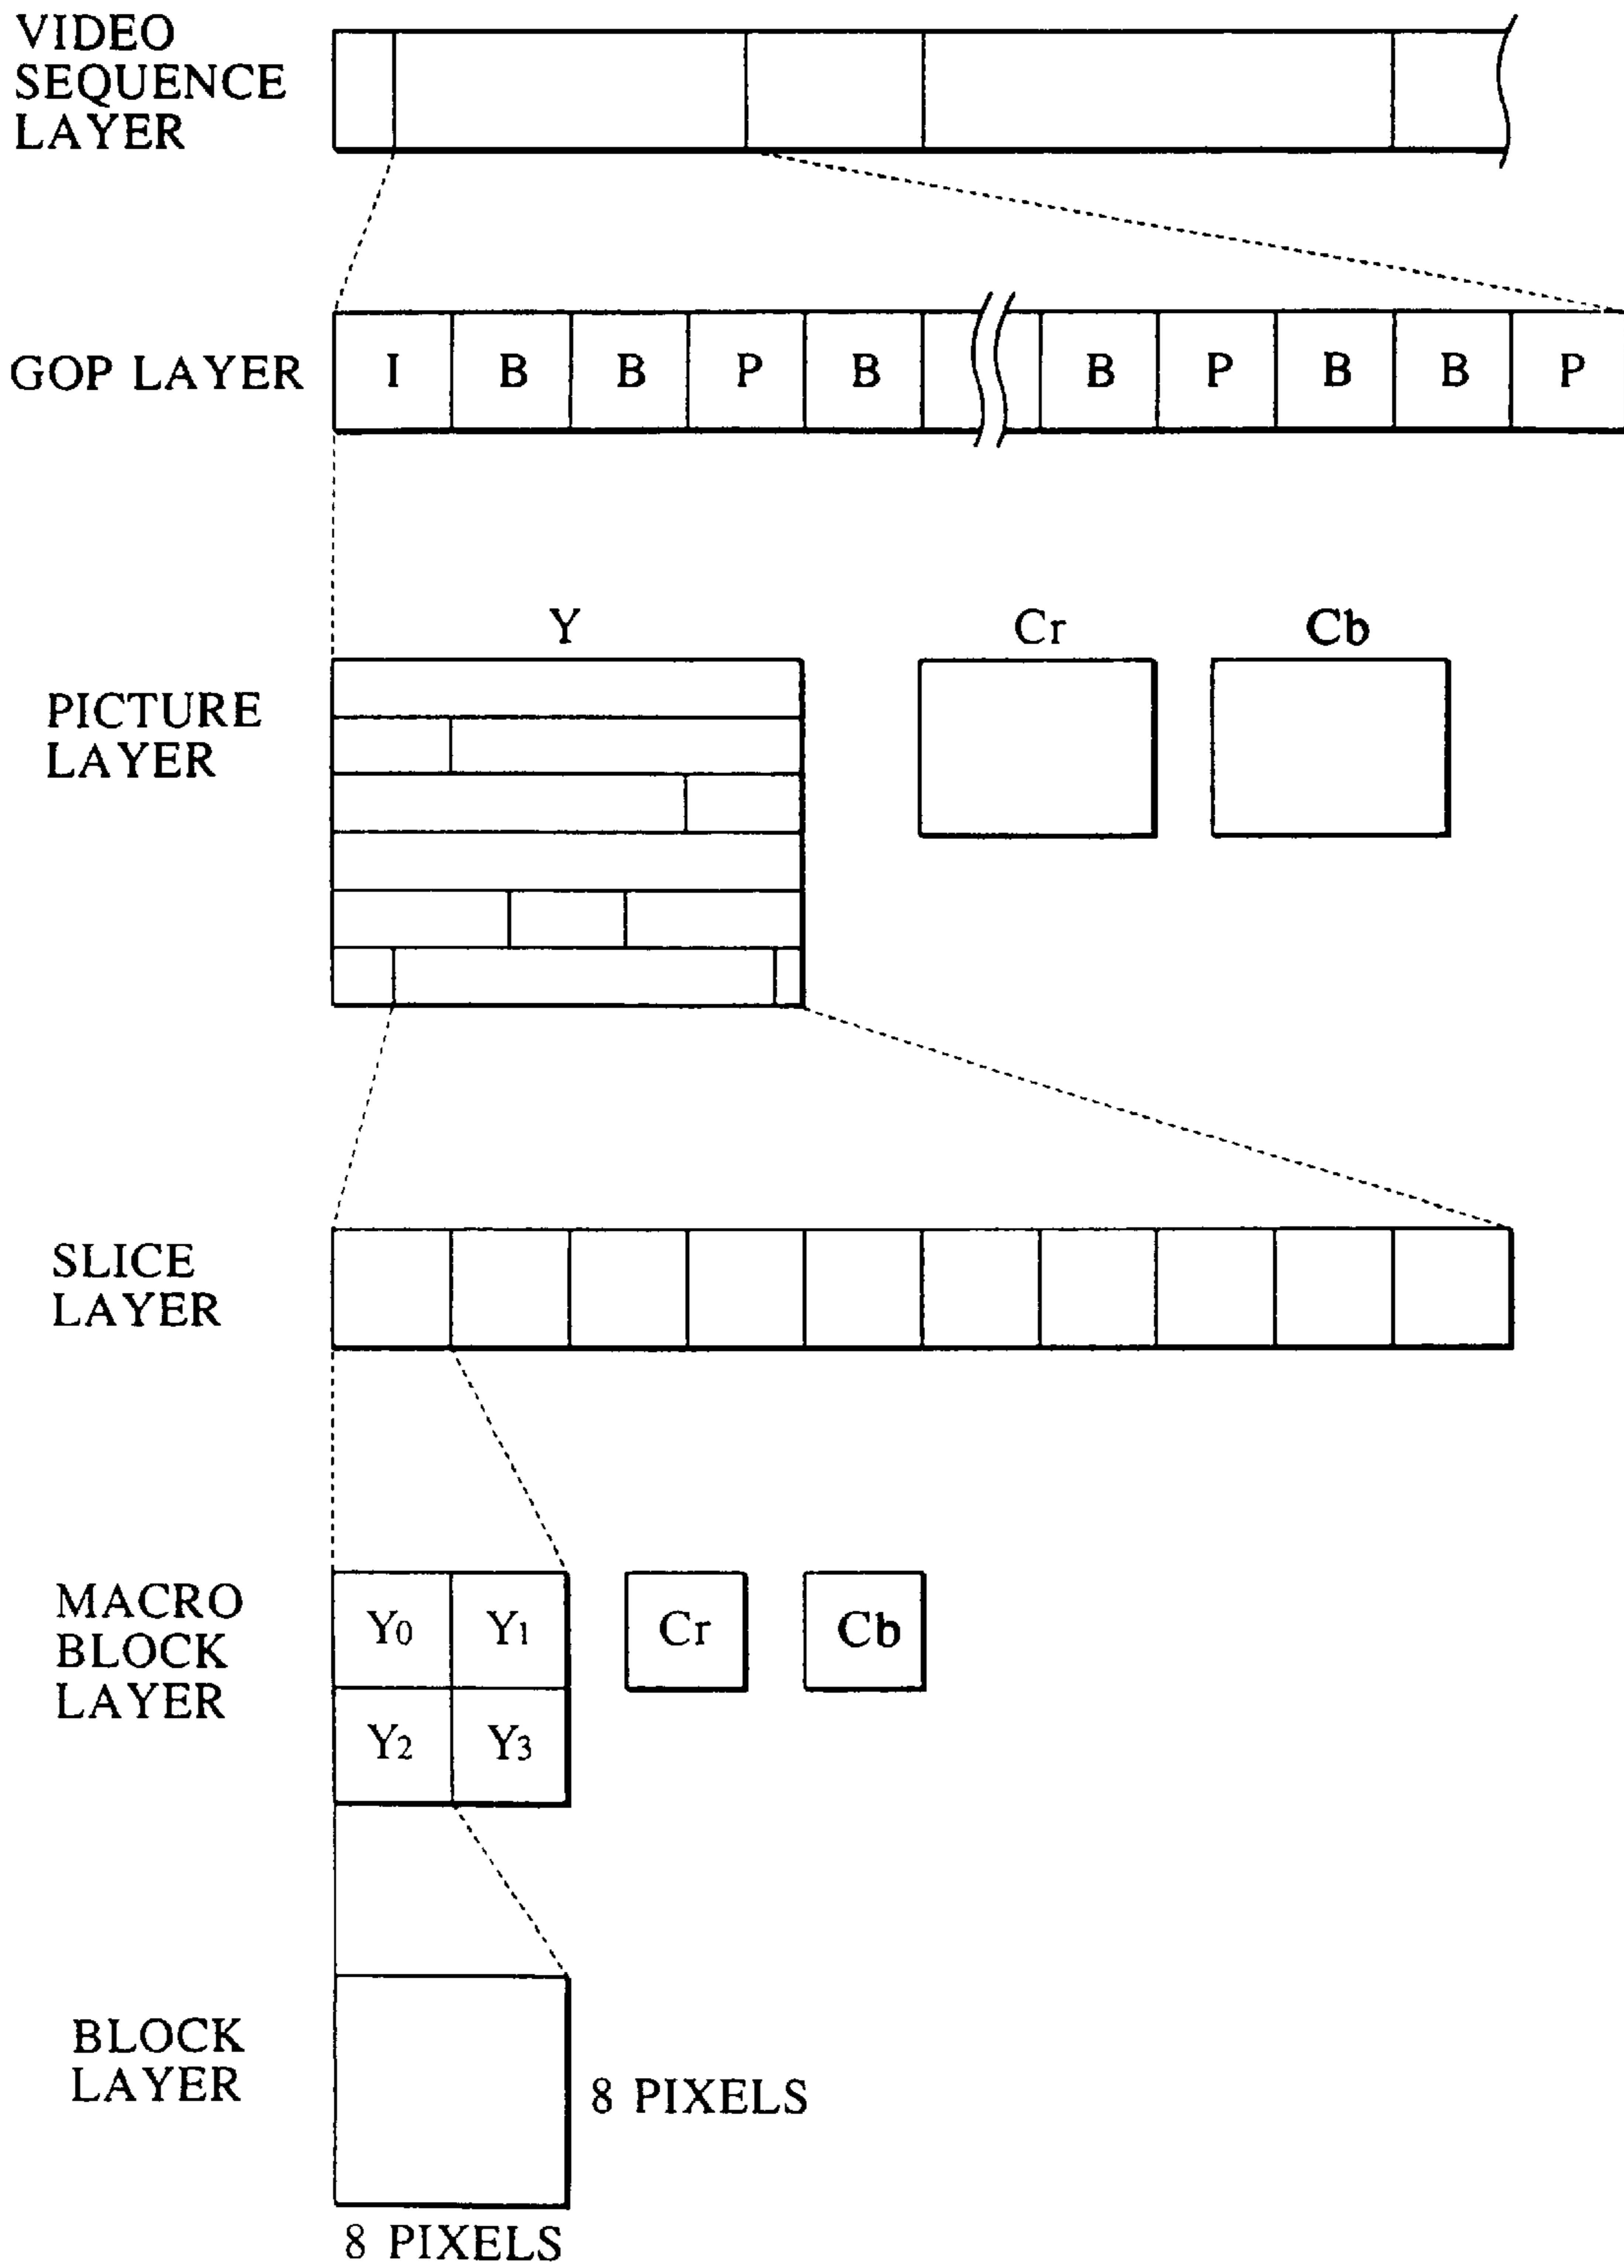 VIDEO
SEQUENCE
LAYER
GOP LAYER
I B B P B B P B B P
Y Cr Cb
PICTURE
LAYER
SLICE
LAYER
MACRO
BLOCK
LAYER
Y0 Y1 Cr Cb
Y2 Y3
BLOCK
LAYER
8 PIXELS
8 PIXELS